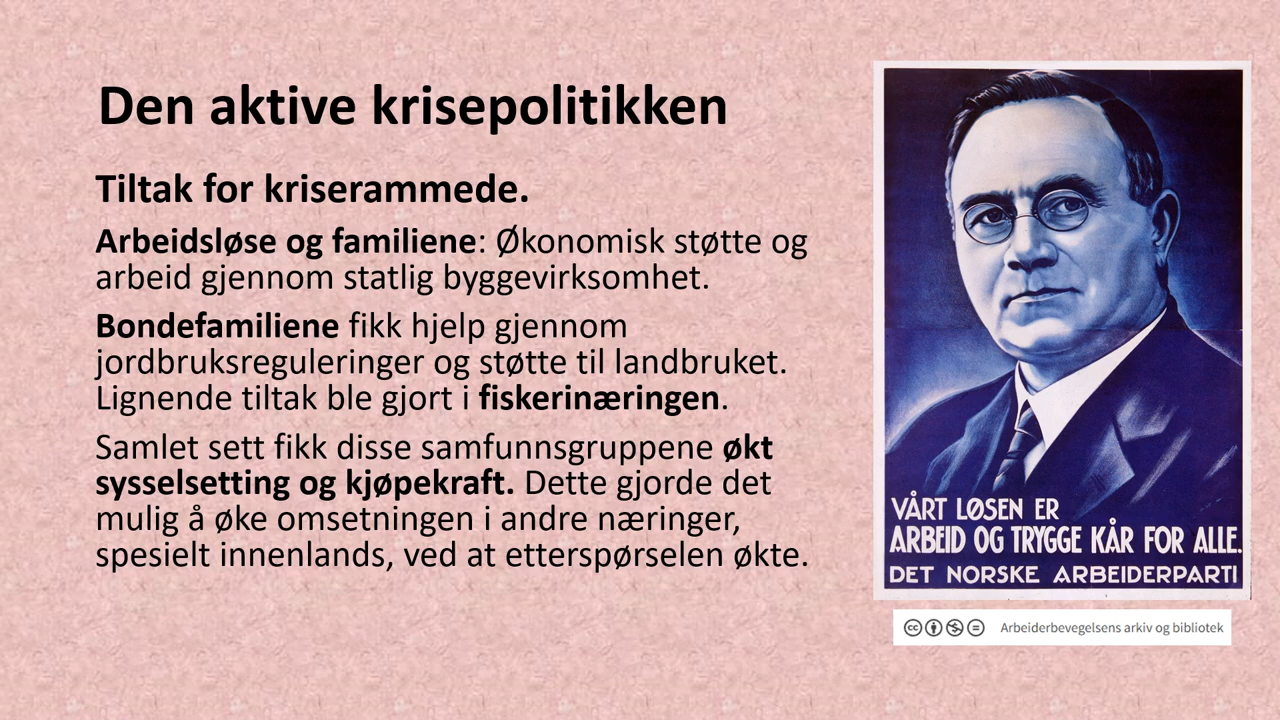 Den aktive krisepolitikken
Tiltak for kriserammede.
Arbeidsløse og familiene: Økonomisk støtte og
arbeid gjennom statlig byggevirksomhet.
Bondefamiliene fikk hjelp gjennom
jordbruksreguleringer og støtte til landbruket.
Lignende tiltak ble gjort i fiskerinæringen.
Samlet sett fikk disse samfunnsgruppene økt
sysselsetting og kjøpekraft. Dette gjorde det
mulig å øke omsetningen i andre næringer,
spesielt innenlands, ved at etterspørselen økte.
VÅRT LØSEN ER
ARBEID OG TRYGGE KÅR FOR ALLE.
DET NORSKE ARBEIDERPARTI
cc Arbeiderbevegelsens arkiv og bibliotek